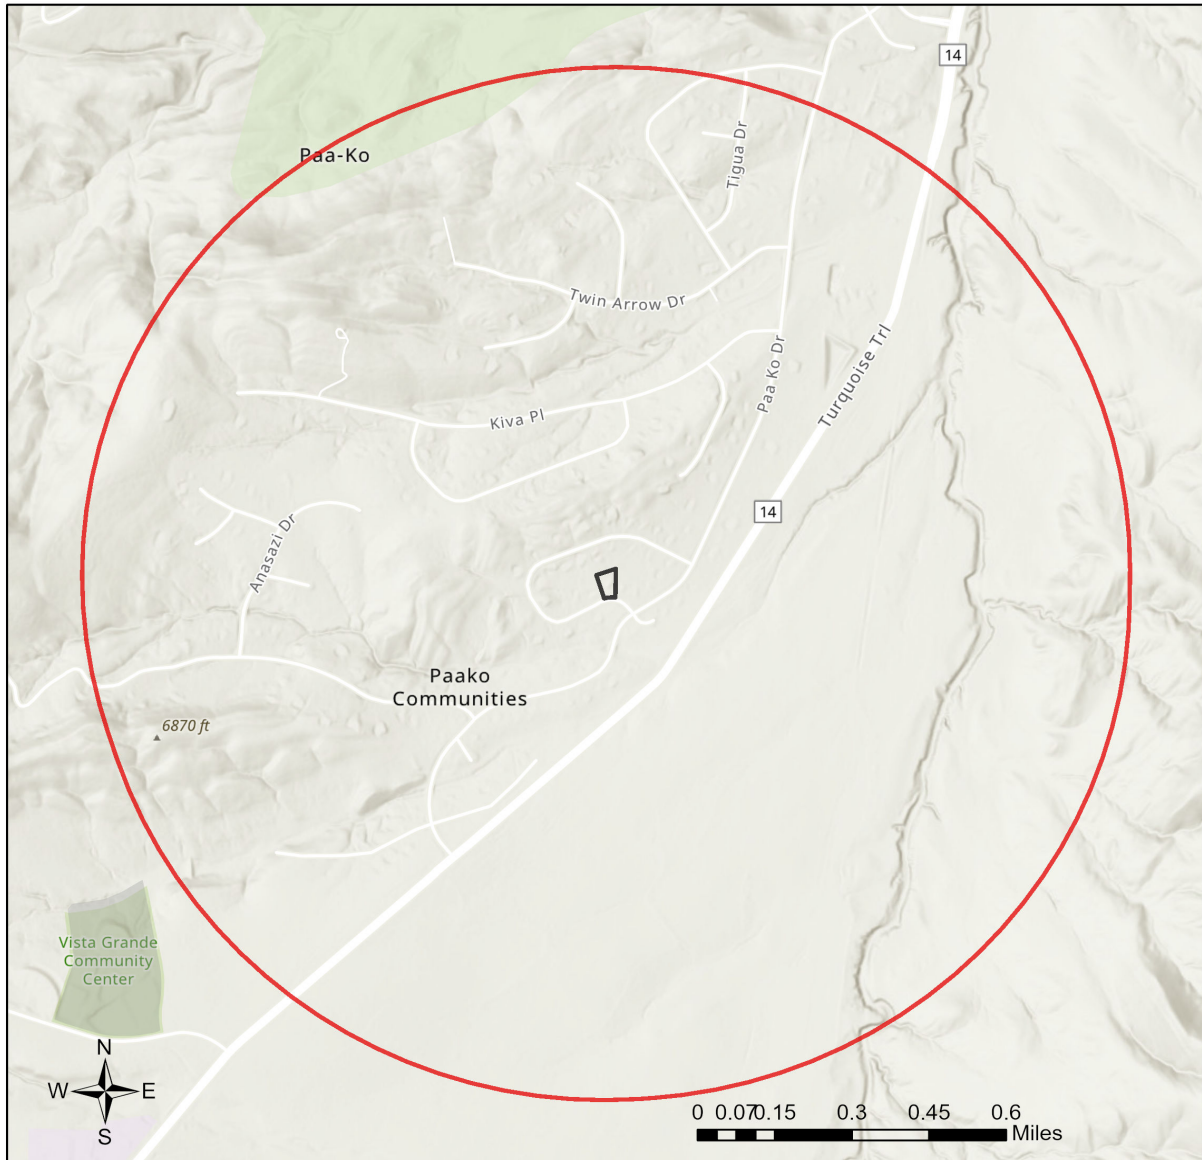 14
Paa-Ko
Tigua Dr
Twin Arrow Dr
Paa Ko Dr
Turquoise Trl
Kiva Pl
14
Anasazi Dr
Paako
Communities
6870 ft
Vista Grande
Community
Center
N
W E
S
0 0.070.15 0.3 0.45 0.6
Miles